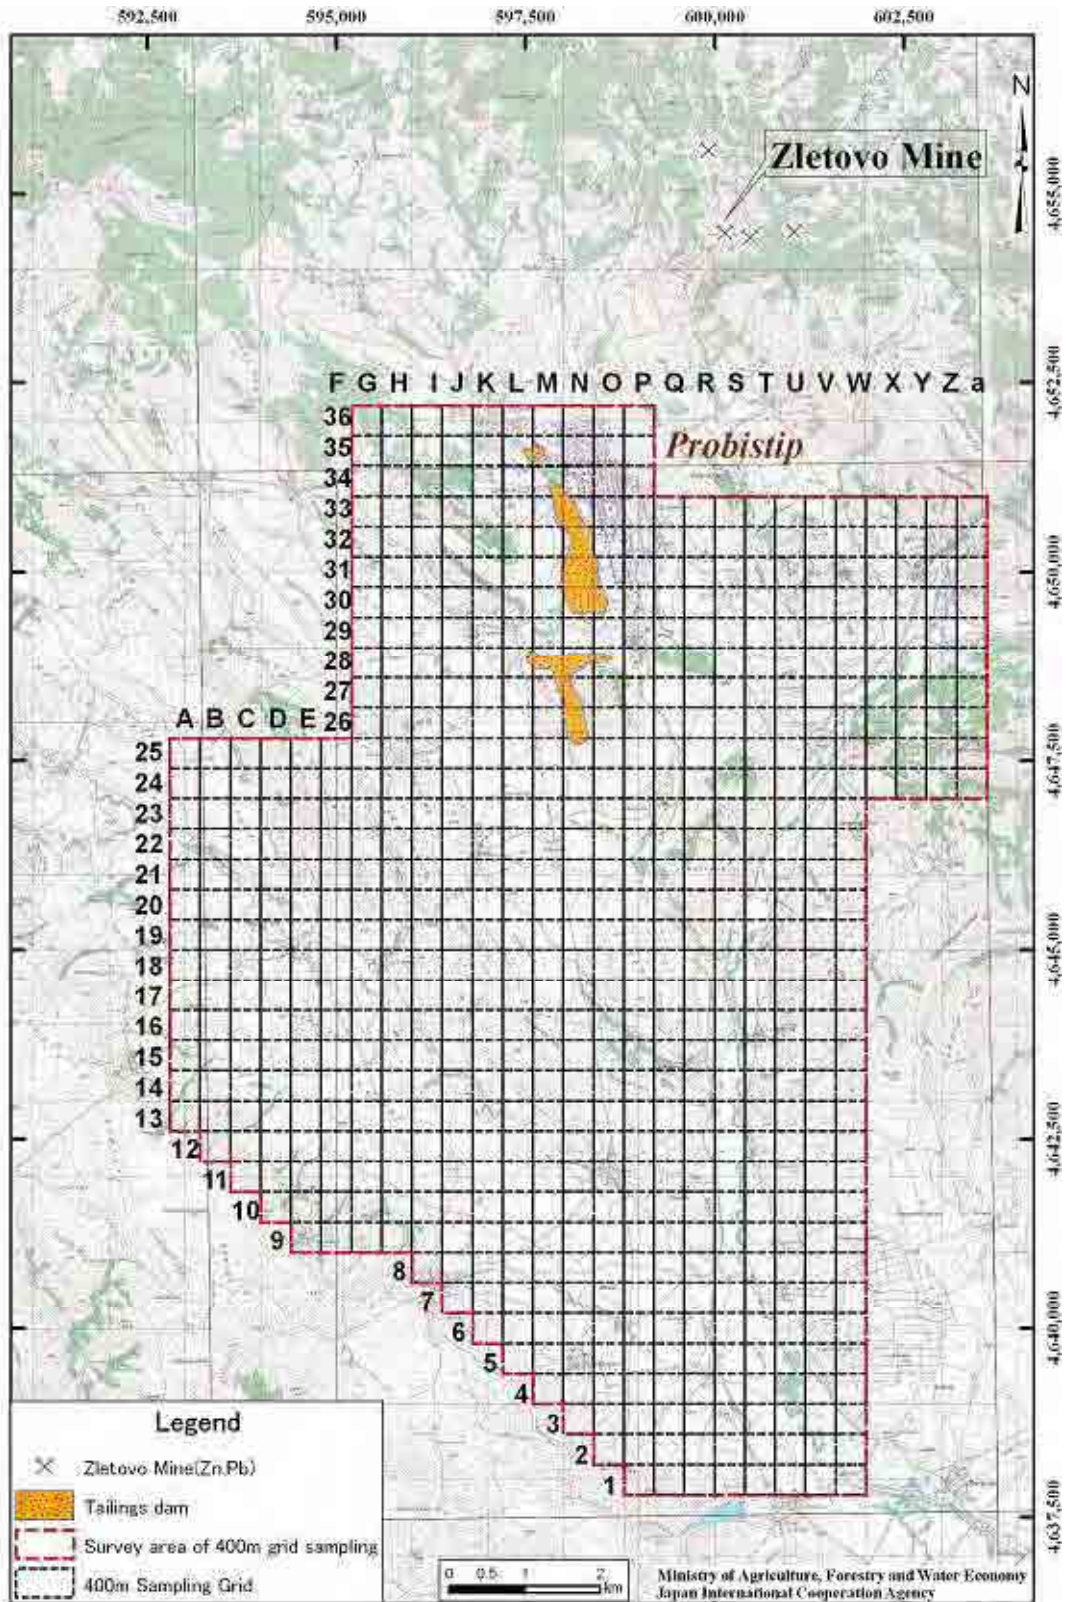 592,500 595,000 597,500 600,000 602,500
N
Zletovo Mine
4,655,000
4,652,500
F G H I J K L M N O P Q R S T U V W X Y Z a
36
35
Probistip
34
33
32
31
4,650,000
30
29
28
27
A B C D E 26
25
4,647,500
24
23
22
21
20
19
4,645,000
18
17
16
15
14
13
4,642,500
12
11
10
9
8
7
4,640,000
6
5
4
3
2
1
4,637,500
Legend
Zletovo Mine(Zn.Pb)
Tailings dam
Survey area of 400m grid sampling
400m Sampling Grid
0 0.5 1 2
km
Ministry of Agriculture, Forestry and Water Economy
Japan International Cooperation Agency